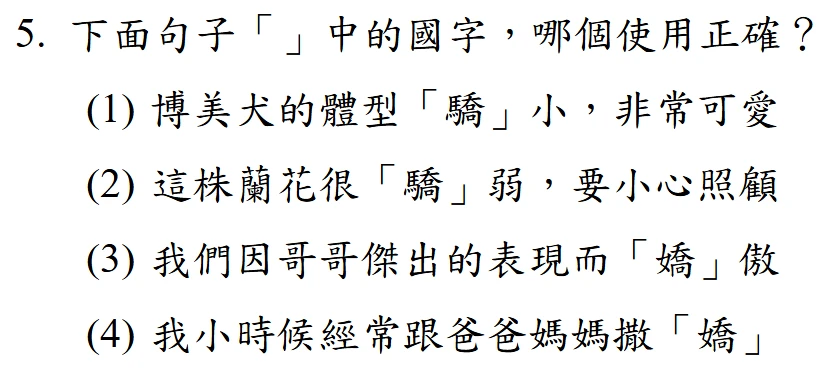 5. 下面句子「」中的國字，哪個使用正確？
(1) 博美犬的體型「驕」小，非常可愛
(2) 這株蘭花很「驕」弱，要小心照顧
(3) 我們因哥哥傑出的表現而「嬌」傲
(4) 我小時候經常跟爸爸媽媽撒「嬌」